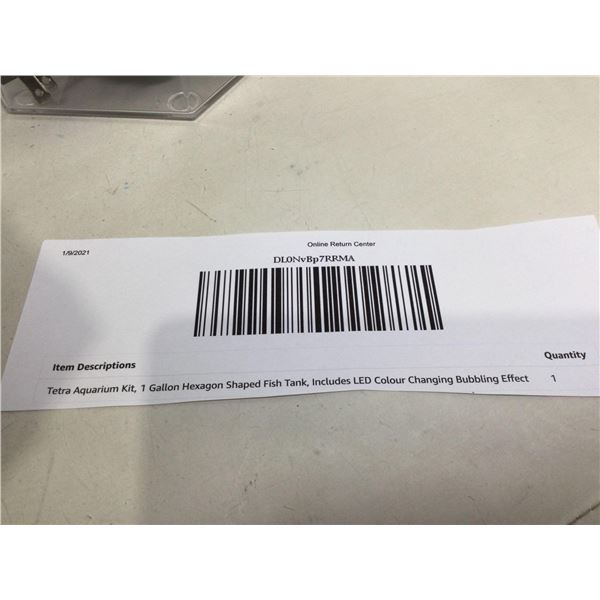 1/9/2021 Online Return Center
DL0NvBp7RRMA
Item Descriptions Quantity
Tetra Aquarium Kit, 1 Gallon Hexagon Shaped Fish Tank, Includes LED Colour Changing Bubbling Effect 1